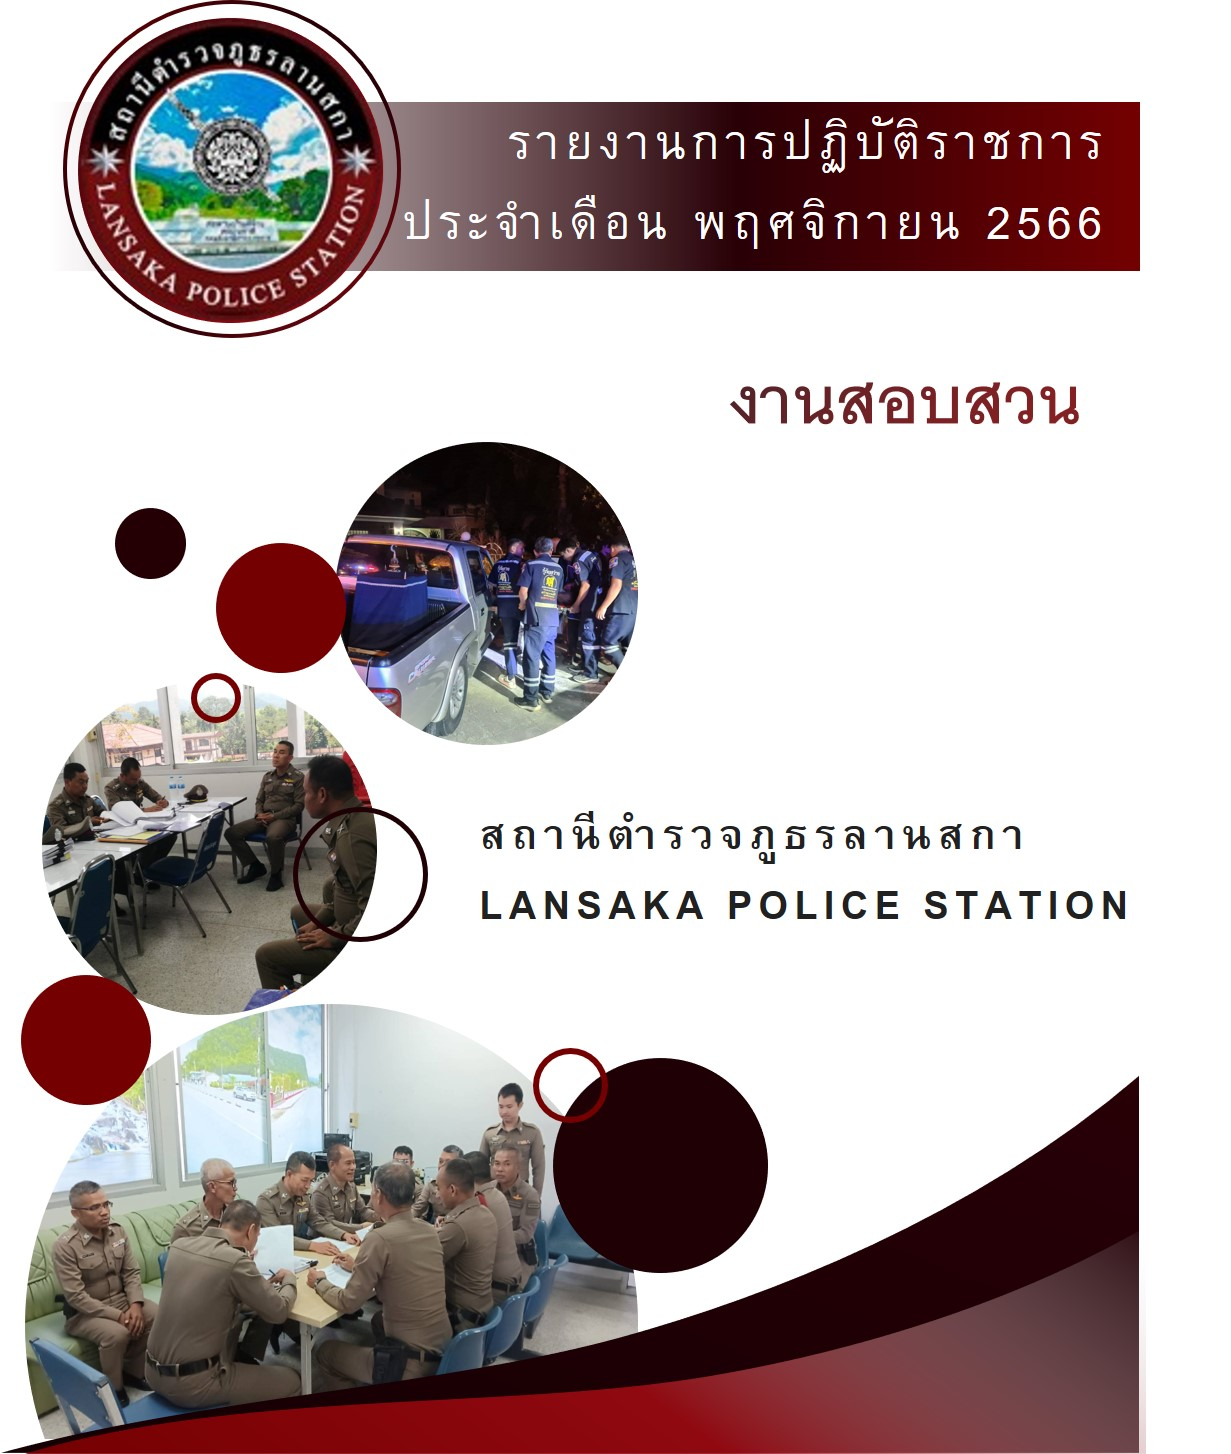 สถานีตำรวจภูธรลานสกา
LANSAKA POLICE STATION
รายงานการปฏิบัติราชการ
ประจำเดือน พฤศจิกายน 2566
งานสอบสวน
สถานีตำรวจภูธรลานสกา
LANSAKA POLICE STATION